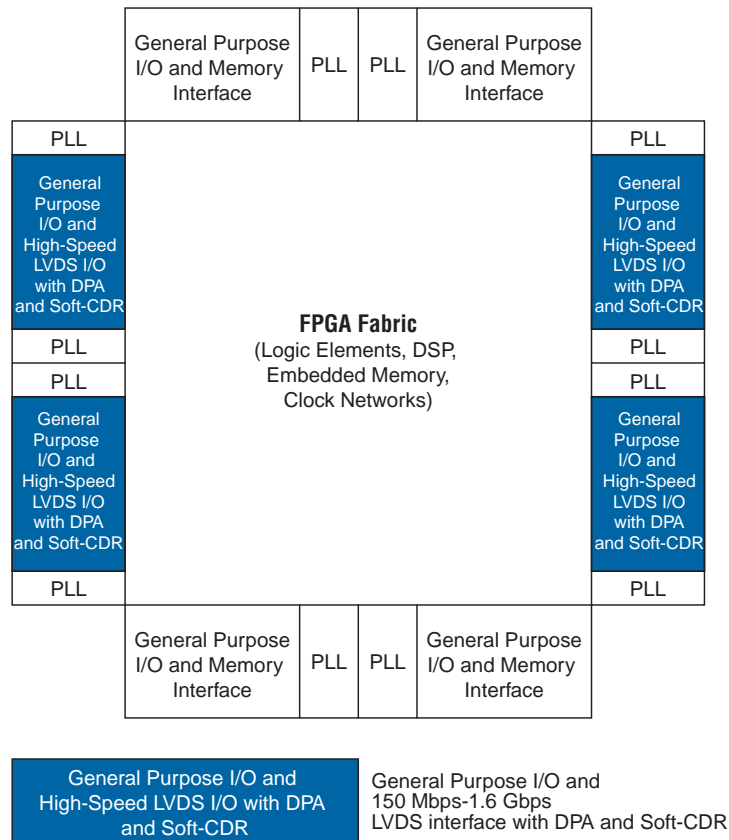 General Purpose
I/O and Memory
Interface
PLL
PLL
General Purpose
I/O and Memory
Interface
PLL
General
Purpose
I/O and
High-Speed
LVDS I/O
with DPA
and Soft-CDR
PLL
PLL
General
Purpose
I/O and
High-Speed
LVDS I/O
with DPA
and Soft-CDR
PLL
FPGA Fabric
(Logic Elements, DSP,
Embedded Memory,
Clock Networks)
PLL
General
Purpose
I/O and
High-Speed
LVDS I/O
with DPA
and Soft-CDR
PLL
PLL
General
Purpose
I/O and
High-Speed
LVDS I/O
with DPA
and Soft-CDR
PLL
General Purpose
I/O and Memory
Interface
PLL
PLL
General Purpose
I/O and Memory
Interface
General Purpose I/O and
High-Speed LVDS I/O with DPA
and Soft-CDR
General Purpose I/O and
150 Mbps-1.6 Gbps
LVDS interface with DPA and Soft-CDR